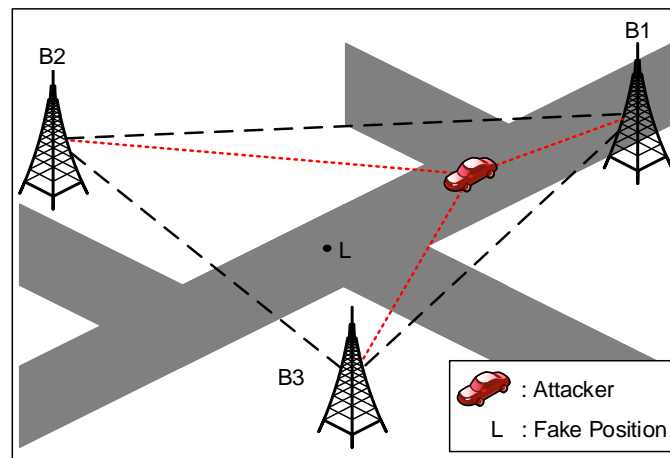 B1
B2
L
B3
: Attacker
L : Fake Position